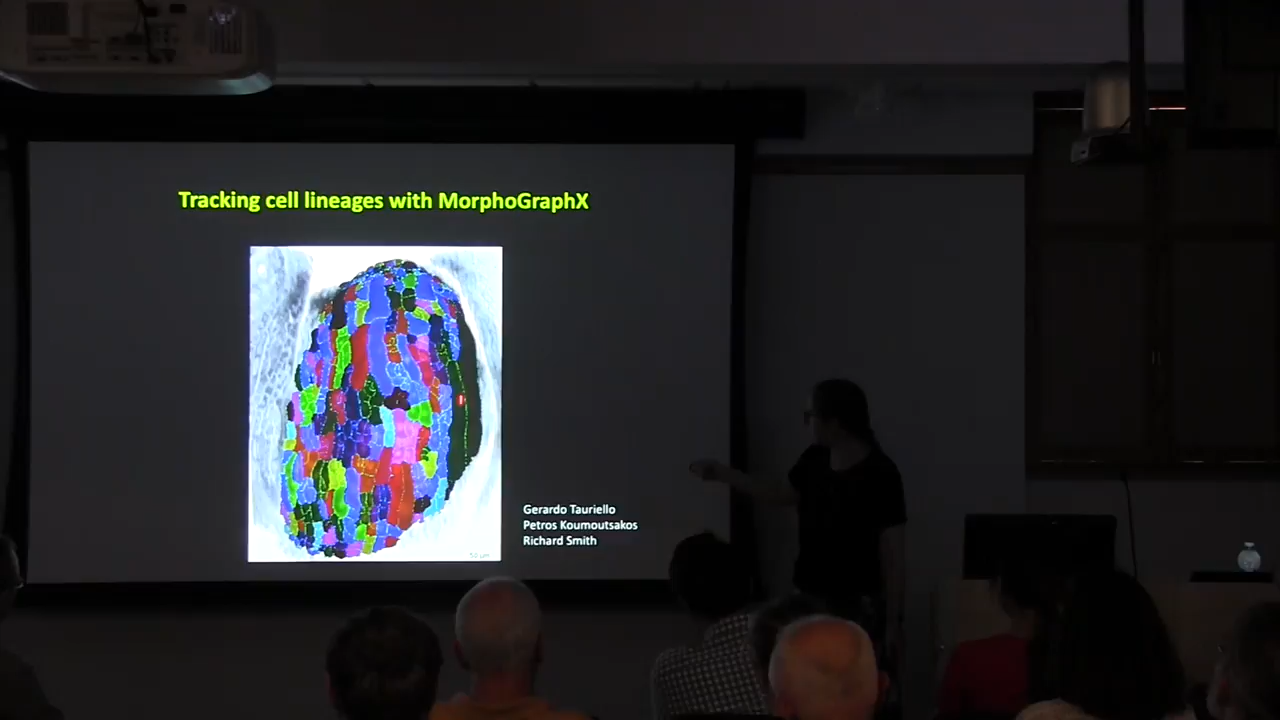 Tracking cell lineages with MorphoGraphX
Gerardo Tauriello
Petros Koumoutsakos
Richard Smith